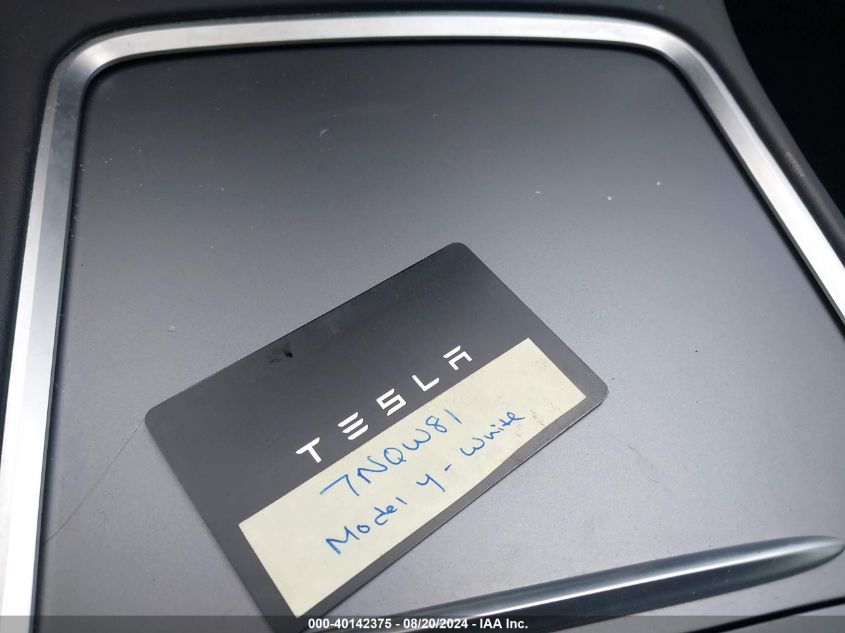 TESLA
7NQW81
Model y - White
000-40142375 - 08/20/2024 - IAA Inc.